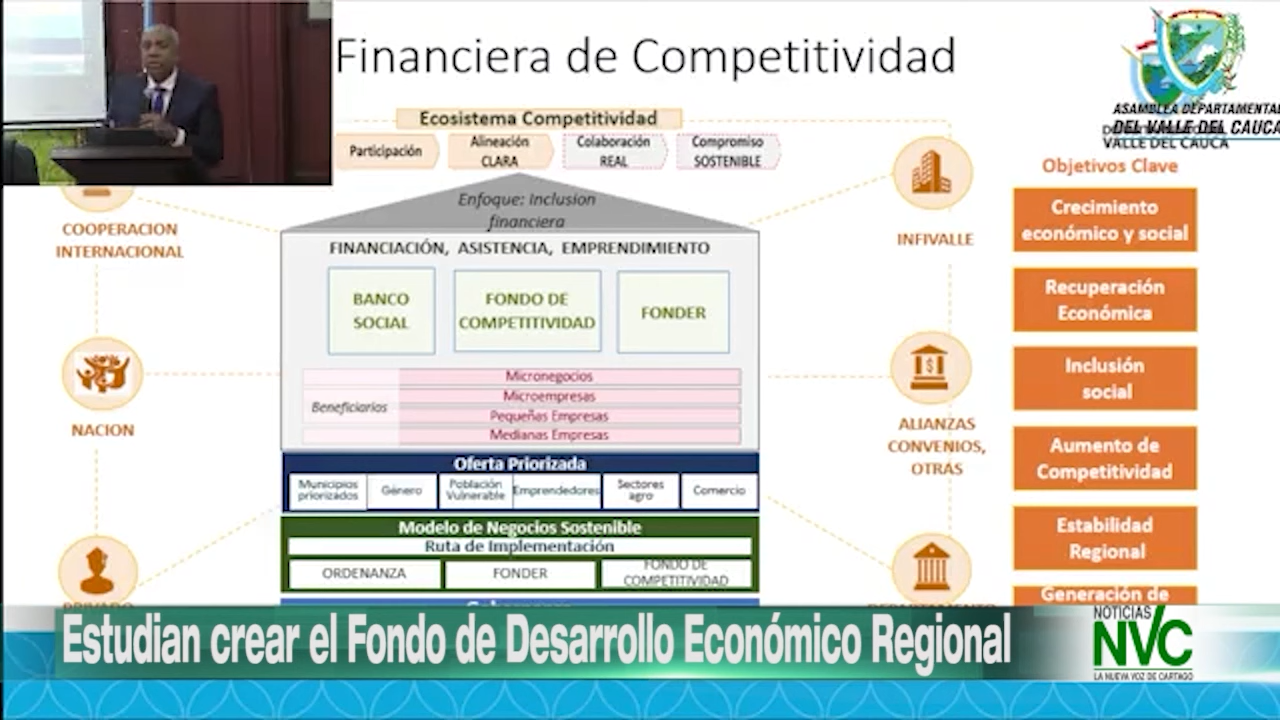 Financiera de Competitividad
ASAMBLEA DEPARTAMENTAL
DEL VALLE DEL CAUCA
VALLE DEL CAUCA
Ecosistema Competitividad
Participación
Alineación
CLARA
Colaboración
REAL
Compromiso
SOSTENIBLE
Enfoque: Inclusion
financiera
FINANCIACIÓN, ASISTENCIA, EMPRENDIMIENTO
BANCO
SOCIAL
FONDO DE
COMPETITIVIDAD
FONDER
Beneficiarios
Micronegocios
Microempresas
Pequeñas Empresas
Medianas Empresas
Oferta Priorizada
Municipios
priorizados
Género
Población
Vulnerable
Emprendedores
Sectores
agro
Comercio
Modelo de Negocios Sostenible
Ruta de Implementación
ORDENANZA
FONDER
FONDO DE
COMPETITIVIDAD
COOPERACION
INTERNACIONAL
NACION
PRIVADO
INFIVALLE
ALIANZAS
CONVENIOS,
OTRAS
Objetivos Clave
Crecimiento
económico y social
Recuperación
Económica
Inclusión
social
Aumento de
Competitividad
Estabilidad
Regional
Generación de
Estudian crear el Fondo de Desarrollo Económico Regional
NOTICIAS
NVC
LA NUEVA VOZ DE CARTAGO